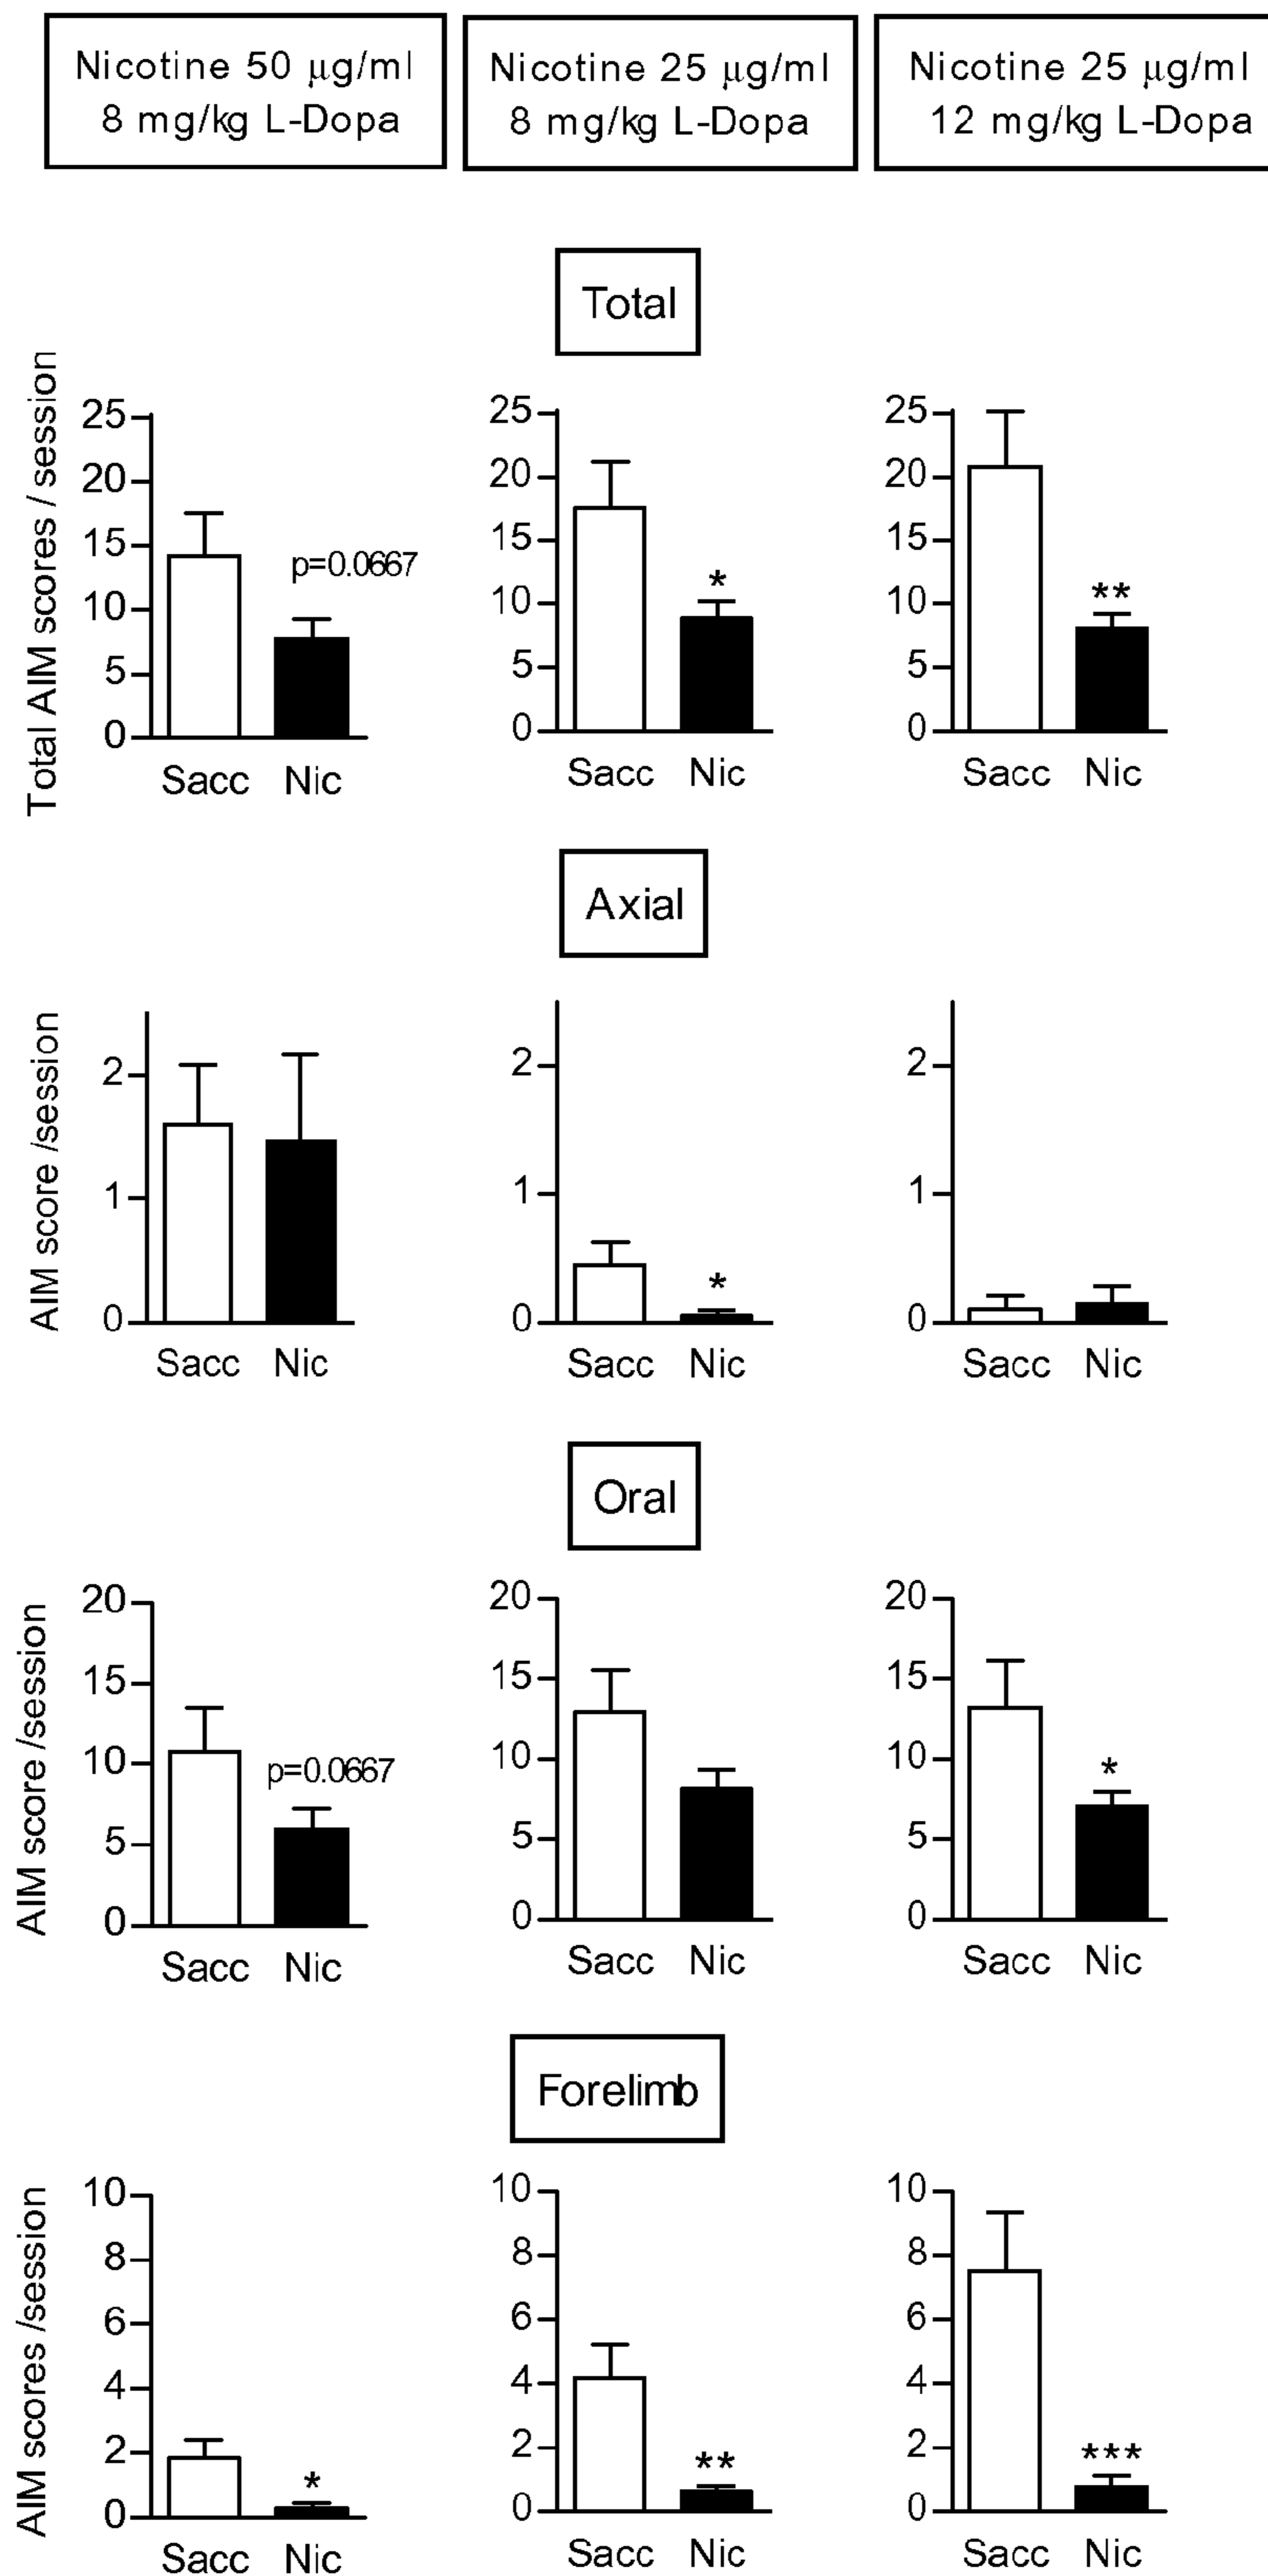 Nicotine 50 μg/ml
8 mg/kg L-Dopa
Nicotine 25 μg/ml
8 mg/kg L-Dopa
Nicotine 25 μg/ml
12 mg/kg L-Dopa
Total
Total AIM scores / session
25
20
15
10
5
0
p=0.0667
Sacc Nic
25
20
15
10
5
0
*
Sacc Nic
25
20
15
10
5
0
**
Sacc Nic
Axial
AIM score /session
2
1
0
Sacc Nic
2
1
0
*
Sacc Nic
2
1
0
Sacc Nic
Oral
AIM score /session
20
15
10
5
0
p=0.0667
Sacc Nic
20
15
10
5
0
Sacc Nic
20
15
10
5
0
*
Sacc Nic
Forelimb
AIM scores /session
10
8
6
4
2
0
*
Sacc Nic
10
8
6
4
2
0
**
Sacc Nic
10
8
6
4
2
0
***
Sacc Nic